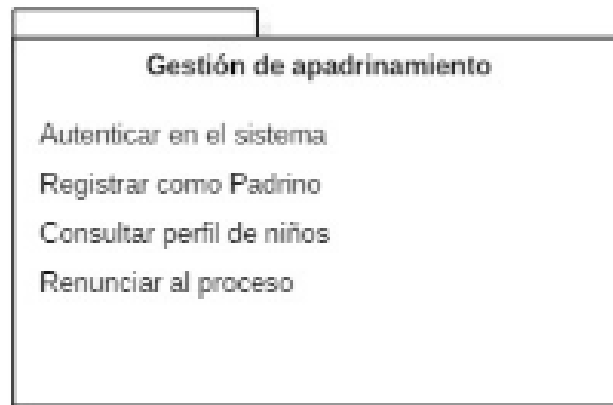 Gestión de apadrinamiento
Autenticar en el sistema
Registrar como Padrino
Consultar perfil de niños
Renunciar al proceso